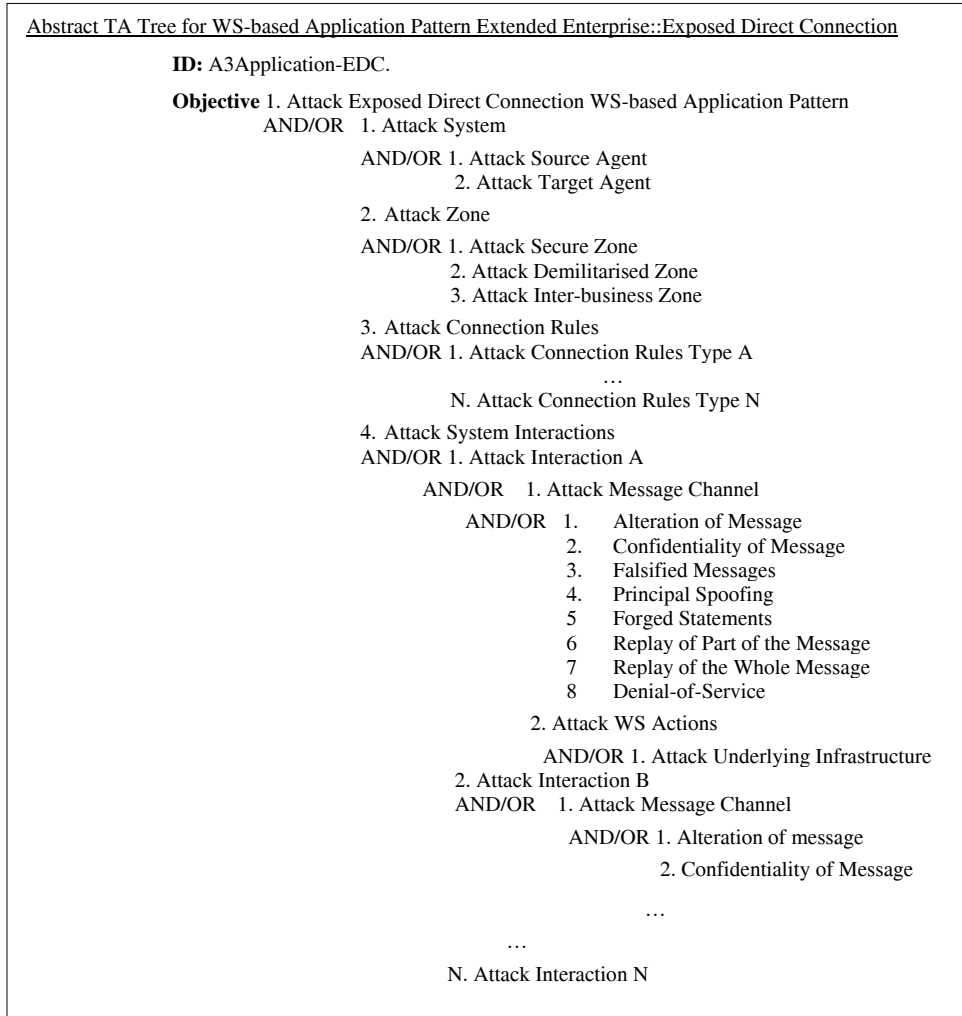 Abstract TA Tree for WS-based Application Pattern Extended Enterprise::Exposed Direct Connection
ID: A3Application-EDC.
Objective 1. Attack Exposed Direct Connection WS-based Application Pattern
AND/OR 1. Attack System
AND/OR 1. Attack Source Agent
2. Attack Target Agent
2. Attack Zone
AND/OR 1. Attack Secure Zone
2. Attack Demilitarised Zone
3. Attack Inter-business Zone
3. Attack Connection Rules
AND/OR 1. Attack Connection Rules Type A
…
N. Attack Connection Rules Type N
4. Attack System Interactions
AND/OR 1. Attack Interaction A
AND/OR 1. Attack Message Channel
AND/OR 1. Alteration of Message
2. Confidentiality of Message
3. Falsified Messages
4. Principal Spoofing
5 Forged Statements
6 Replay of Part of the Message
7 Replay of the Whole Message
8 Denial-of-Service
2. Attack WS Actions
AND/OR 1. Attack Underlying Infrastructure
2. Attack Interaction B
AND/OR 1. Attack Message Channel
AND/OR 1. Alteration of message
2. Confidentiality of Message
…
…
N. Attack Interaction N